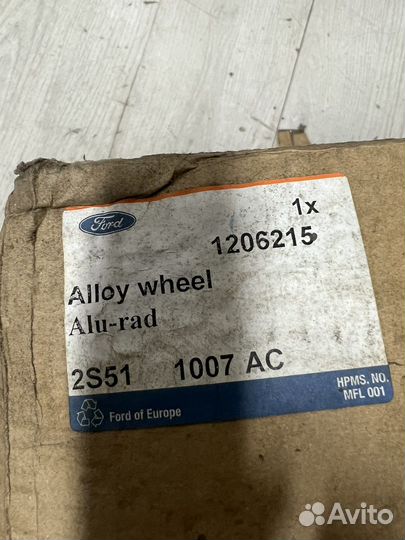 Ford
1x
1206215
Alloy wheel
Alu-rad
2S51 1007 AC
HPMS. NO.
MFL 001
Ford of Europe
Avito